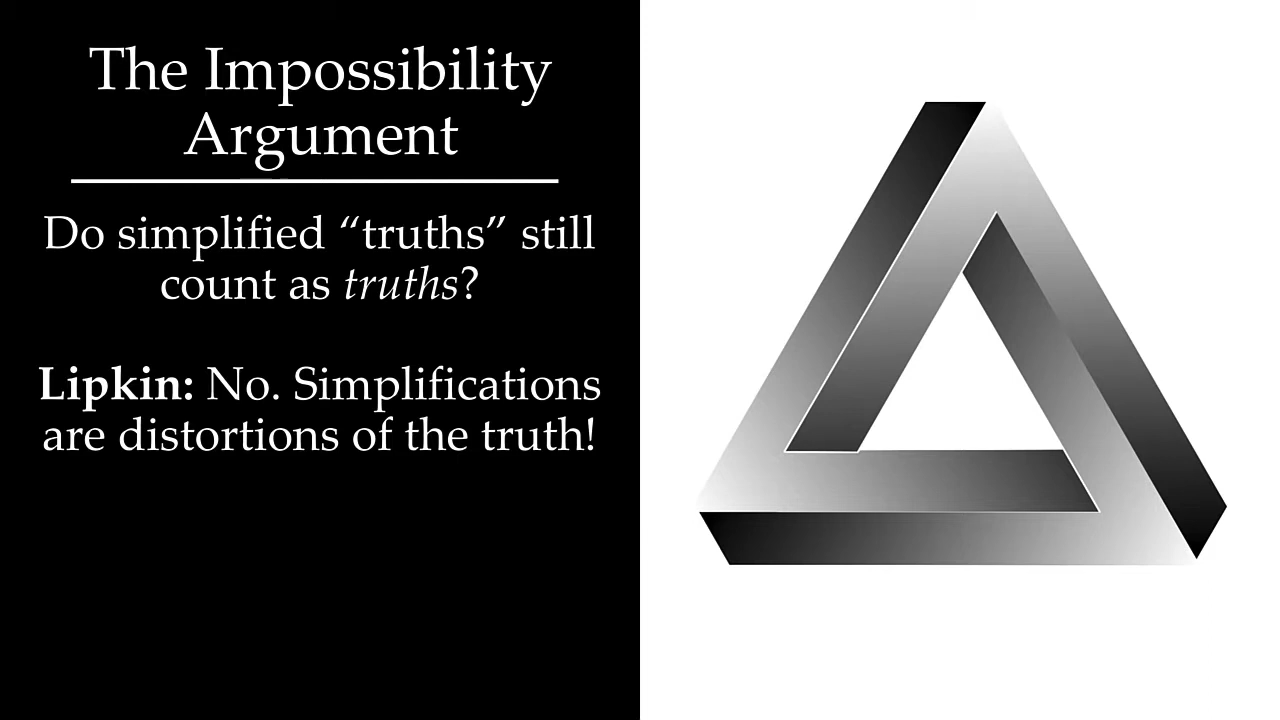 The Impossibility
Argument
Do simplified “truths” still
count as truths?
Lipkin: No. Simplifications
are distortions of the truth!